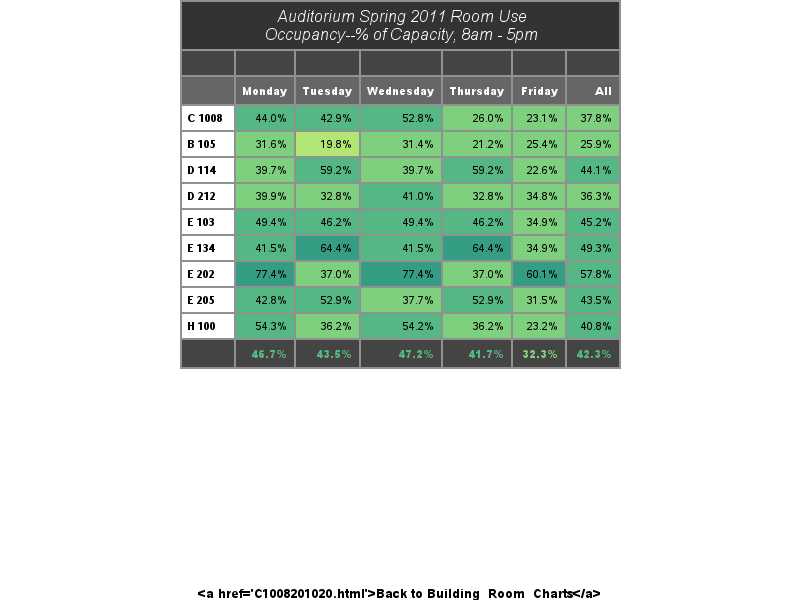 Auditorium Spring 2011 Room Use
Occupancy--% of Capacity, 8am - 5pm
Monday Tuesday Wednesday Thursday Friday All
C 1008 44.0% 42.9% 52.8% 26.0% 23.1% 37.8%
B 105 31.6% 19.8% 31.4% 21.2% 25.4% 25.9%
D 114 39.7% 59.2% 39.7% 59.2% 22.6% 44.1%
D 212 39.9% 32.8% 41.0% 32.8% 34.8% 36.3%
E 103 49.4% 46.2% 49.4% 46.2% 34.9% 45.2%
E 134 41.5% 64.4% 41.5% 64.4% 34.9% 49.3%
E 202 77.4% 37.0% 77.4% 37.0% 60.1% 57.8%
E 205 42.8% 52.9% 37.7% 52.9% 31.5% 43.5%
H 100 54.3% 36.2% 54.2% 36.2% 23.2% 40.8%
46.7% 43.5% 47.2% 41.7% 32.3% 42.3%
<a href='C1008201020.html'>Back to Building_Room_Charts</a>